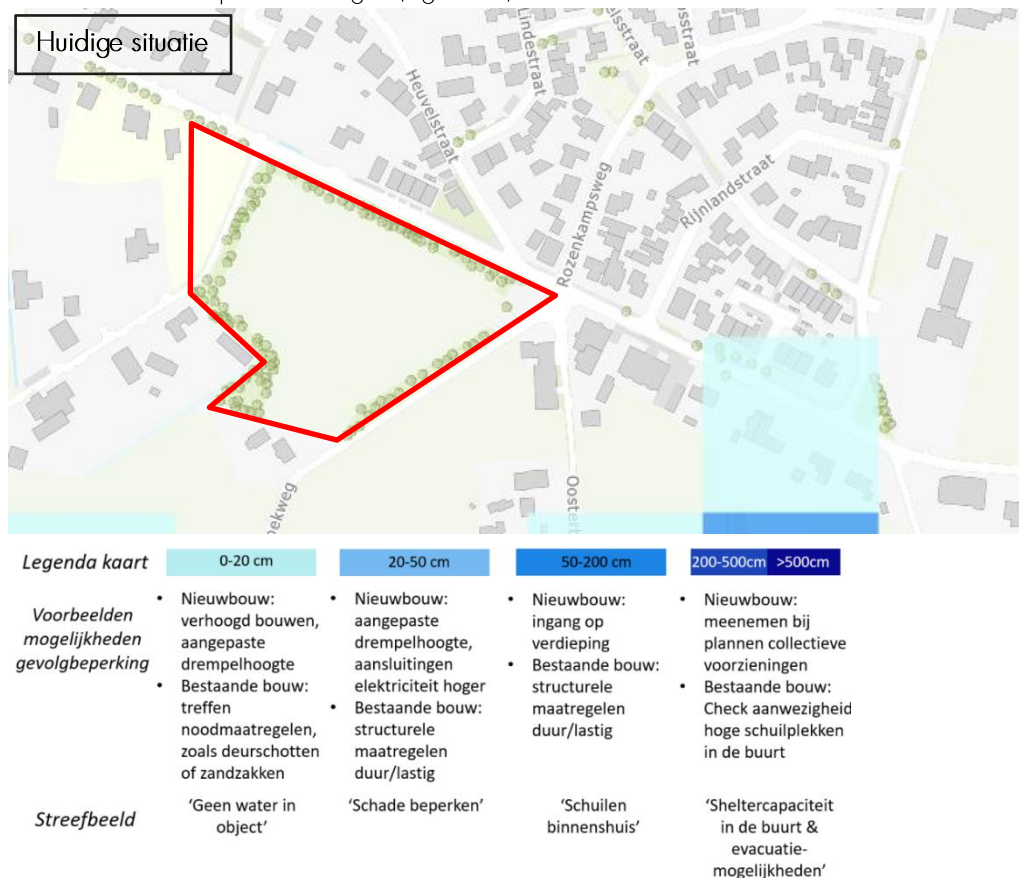 Huidige situatie
Lindestraat
Heuvelstraat
Rozenkampsweg
Rijnlandstraat
Legenda kaart
0-20 cm
20-50 cm
50-200 cm
200-500cm >500cm
Voorbeelden
mogelijkheden
gevolgbeperking
• Nieuwbouw:
verhoogd bouwen,
aangepaste
drempelhoogte
• Bestaande bouw:
treffen
noodmaatregelen,
zoals deurschotten
of zandzakken
• Nieuwbouw:
aangepaste
drempelhoogte,
aansluitingen
elektriciteit hoger
• Bestaande bouw:
structurele
maatregelen
duur/lastig
• Nieuwbouw:
ingang op
verdieping
• Bestaande bouw:
structurele
maatregelen
duur/lastig
• Nieuwbouw:
meenemen bij
plannen collectieve
voorzieningen
• Bestaande bouw:
Check aanwezigheid
hoge schuilplekken
in de buurt
Streefbeeld
‘Geen water in
object’
‘Schade beperken’
‘Schuilen
binnenshuis’
‘Sheltercapaciteit
in de buurt &
evacuatie-
mogelijkheden’